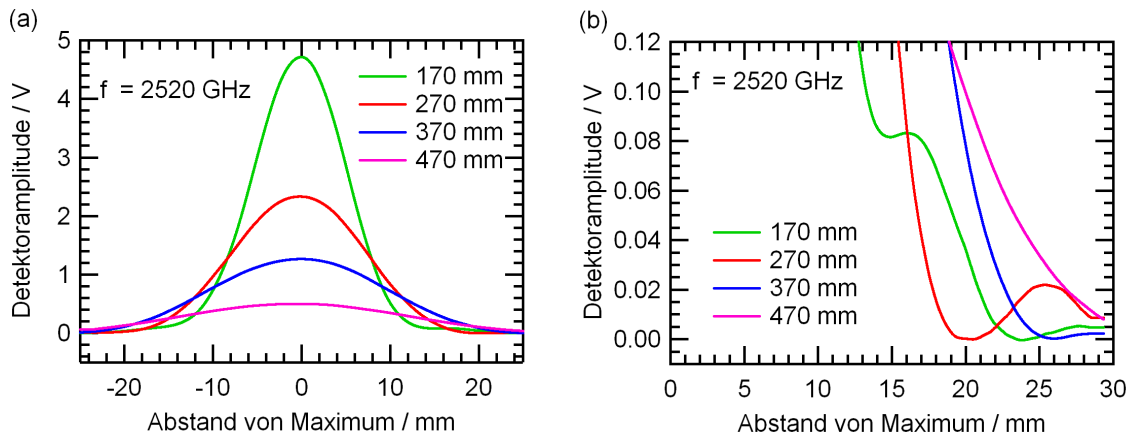 (a)
Detektoramplitude / V
5
4
3
2
1
0
f = 2520 GHz
170 mm
270 mm
370 mm
470 mm
-20 -10 0 10 20
Abstand von Maximum / mm
(b)
Detektoramplitude / V
0.12
0.10
0.08
0.06
0.04
0.02
0.00
f = 2520 GHz
170 mm
270 mm
370 mm
470 mm
0 5 10 15 20 25 30
Abstand von Maximum / mm